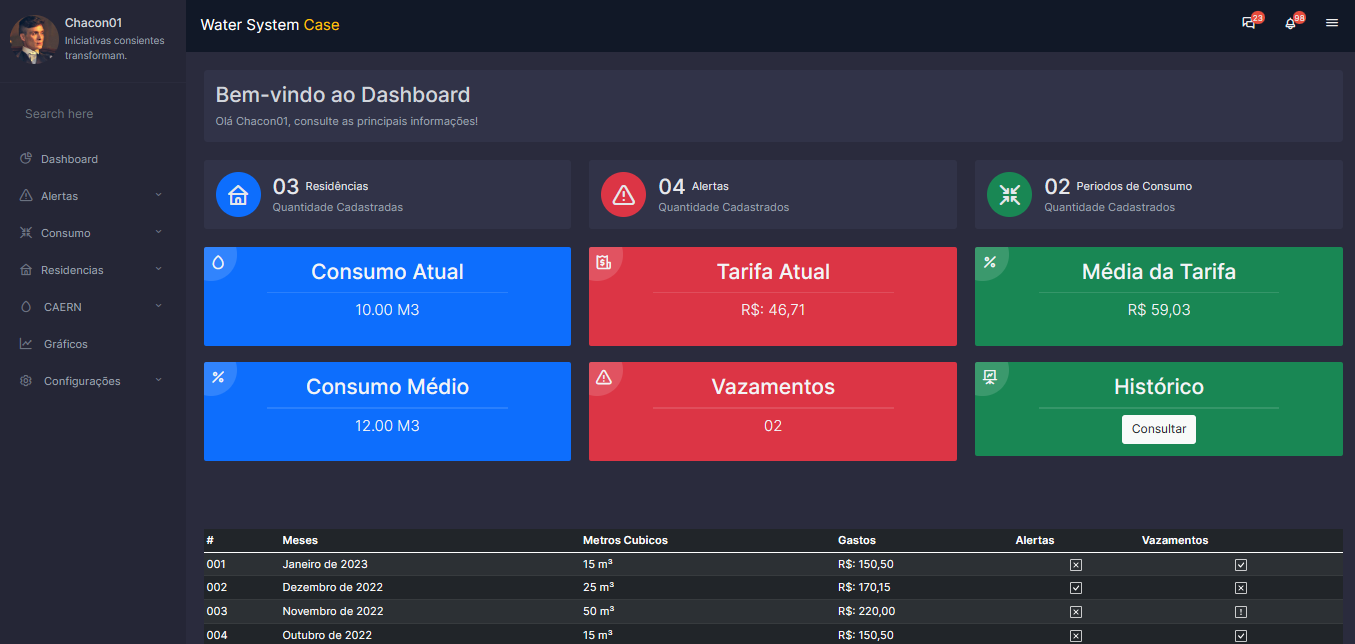 Chacon01
Iniciativas consientes
transformam.
Water System Case
23
98
Search here
Dashboard
Alertas
Consumo
Residencias
CAERN
Gráficos
Configurações
Bem-vindo ao Dashboard
Olá Chacon01, consulte as principais informações!
03 Residências
Quantidade Cadastradas
04 Alertas
Quantidade Cadastrados
02 Periodos de Consumo
Quantidade Cadastrados
Consumo Atual
10.00 M3
Tarifa Atual
R$: 46,71
Média da Tarifa
R$ 59,03
Consumo Médio
12.00 M3
Vazamentos
02
Histórico
Consultar
# Meses Metros Cubicos Gastos Alertas Vazamentos
001 Janeiro de 2023 15 m³ R$: 150,50
002 Dezembro de 2022 25 m³ R$: 170,15
003 Novembro de 2022 50 m³ R$: 220,00
004 Outubro de 2022 15 m³ R$: 150,50